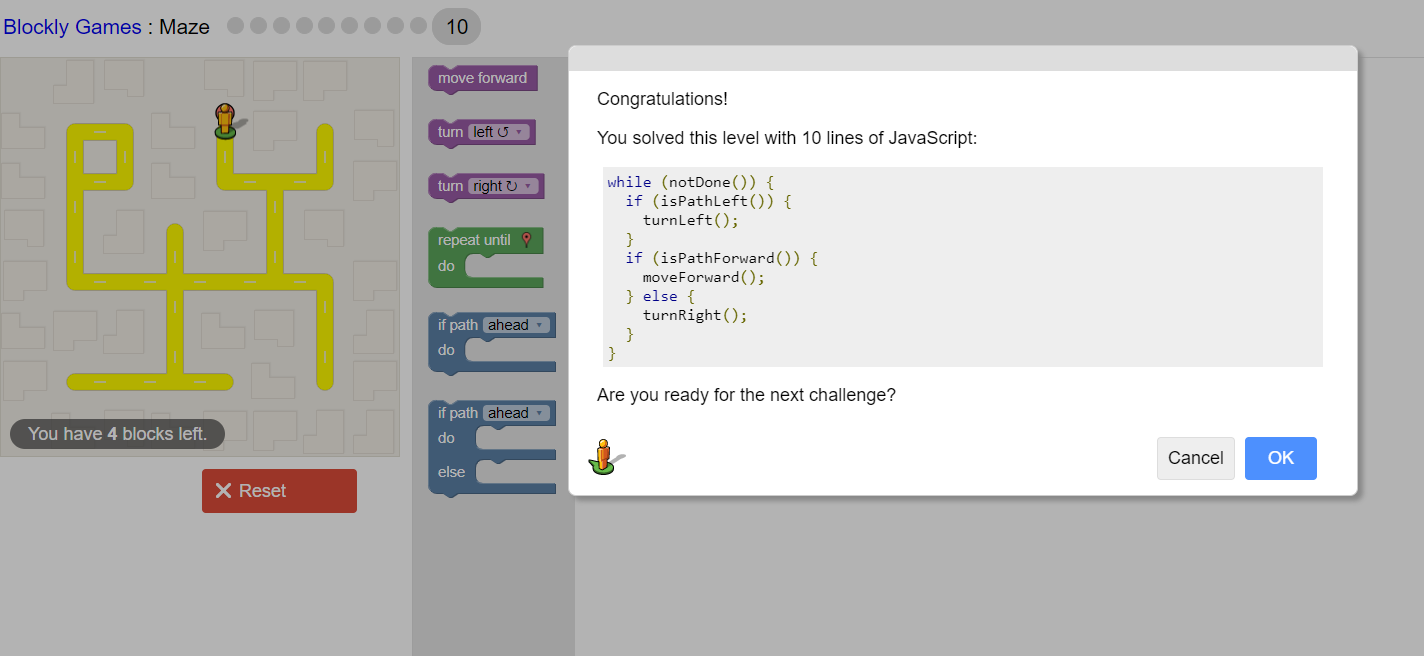 Blockly Games : Maze 10
move forward
turn left ↺ ▼
turn right ↻ ▼
repeat until
do
if path ahead ▼
do
if path ahead ▼
do
else
You have 4 blocks left.
Reset
Congratulations!
You solved this level with 10 lines of JavaScript:
while (notDone()) {
  if (isPathLeft()) {
    turnLeft();
  }
  if (isPathForward()) {
    moveForward();
  } else {
    turnRight();
  }
}
Are you ready for the next challenge?
Cancel OK